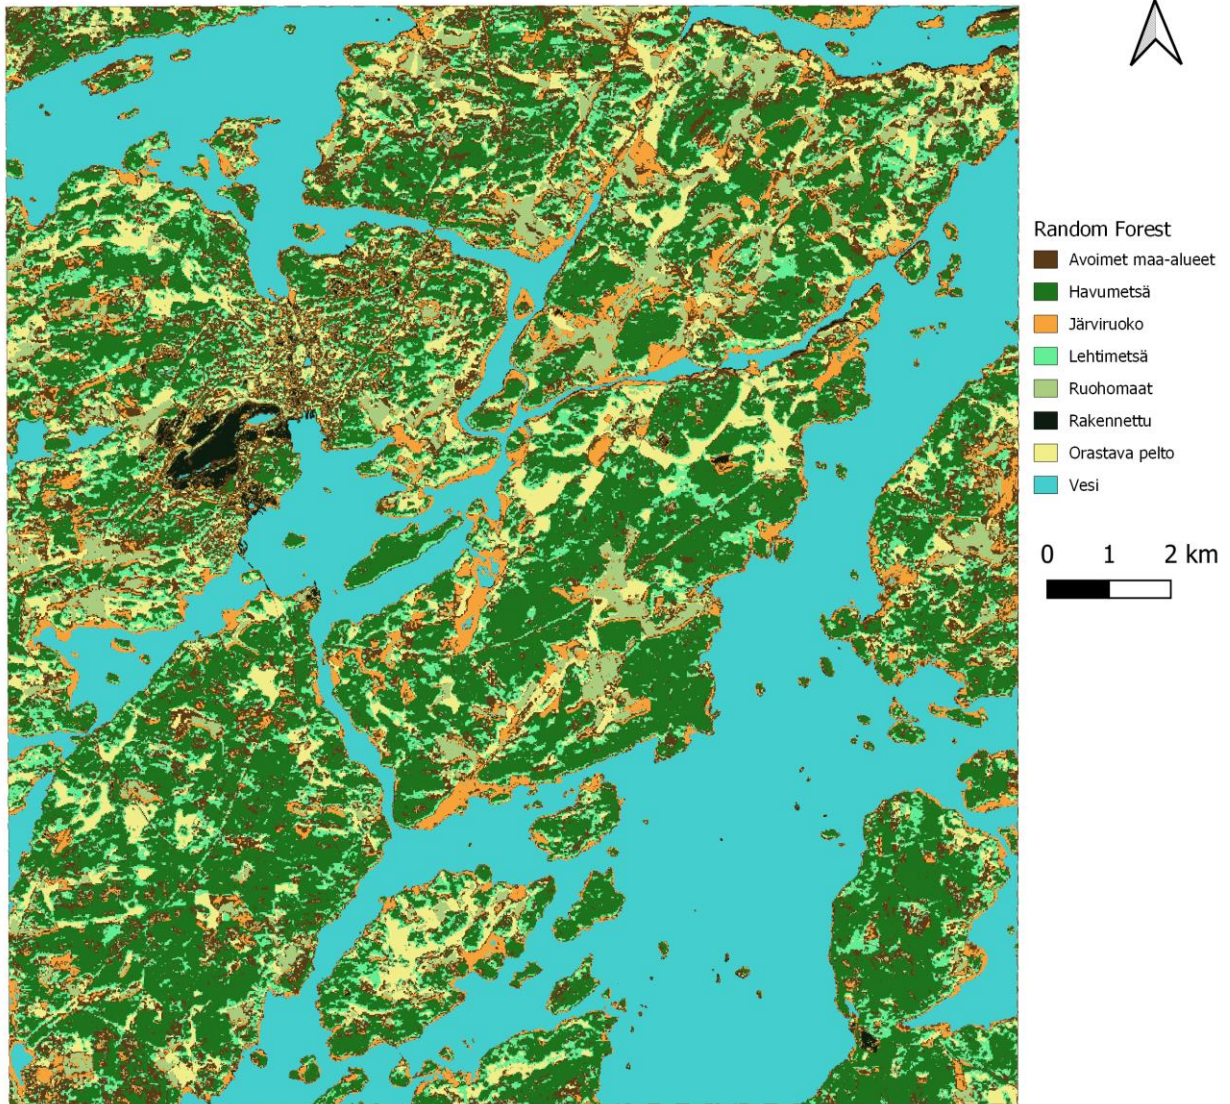 Random Forest
Avoimet maa-alueet
Havumetsä
Järviruoko
Lehtimetsä
Ruohomaat
Rakennettu
Orastava pelto
Vesi
0 1 2 km